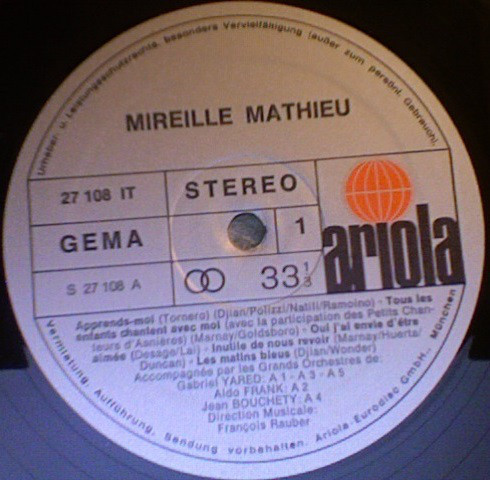 Urheber- u. Leistungsschutzrechte, besonders Vervielfältigung (außer zum persönl. Gebrauch),
MIREILLE MATHIEU
27 108 IT
STEREO
GEMA
1
ariola
S 27 108 A
33 1/3
Apprends-moi (Tornero) (Djian/Polizzi/Natili/Ramoino) - Tous les
enfants chantent avec moi (avec la participation des Petits Chan-
teurs d'Asnières) (Marnay/Goldsboro) - Oui j'ai envie d'être
aimée (Desage/Lai) - Inutile de nous revoir (Marnay/Huerta/
Duncan) - Les matins bleus (Djian/Wonder)
Accompagnée par les Grands Orchestres de:
Gabriel YARED: A 1 - A 3 - A 5
Aldo FRANK: A 2
Jean BOUCHETY: A 4
Direction Musicale:
François Rauber
Vermietung, Aufführung, Sendung vorbehalten. Ariola-Eurodisc GmbH., München